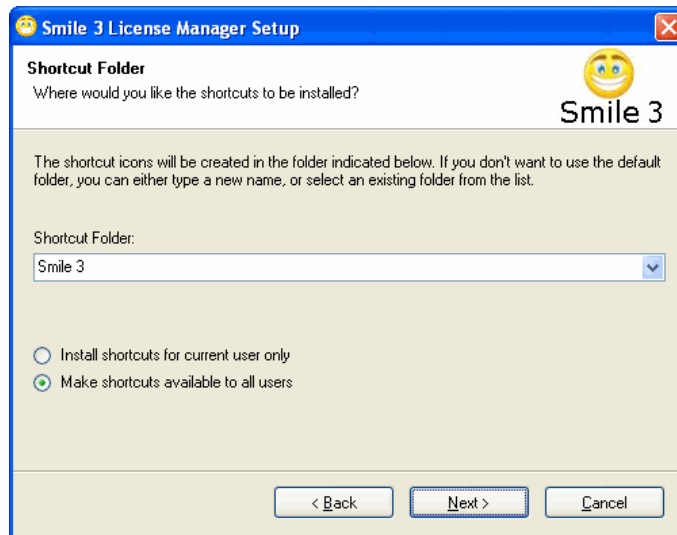 Smile 3 License Manager Setup
Shortcut Folder
Where would you like the shortcuts to be installed?
Smile 3
The shortcut icons will be created in the folder indicated below. If you don't want to use the default
folder, you can either type a new name, or select an existing folder from the list.
Shortcut Folder:
Smile 3
Install shortcuts for current user only
Make shortcuts available to all users
< Back
Next >
Cancel